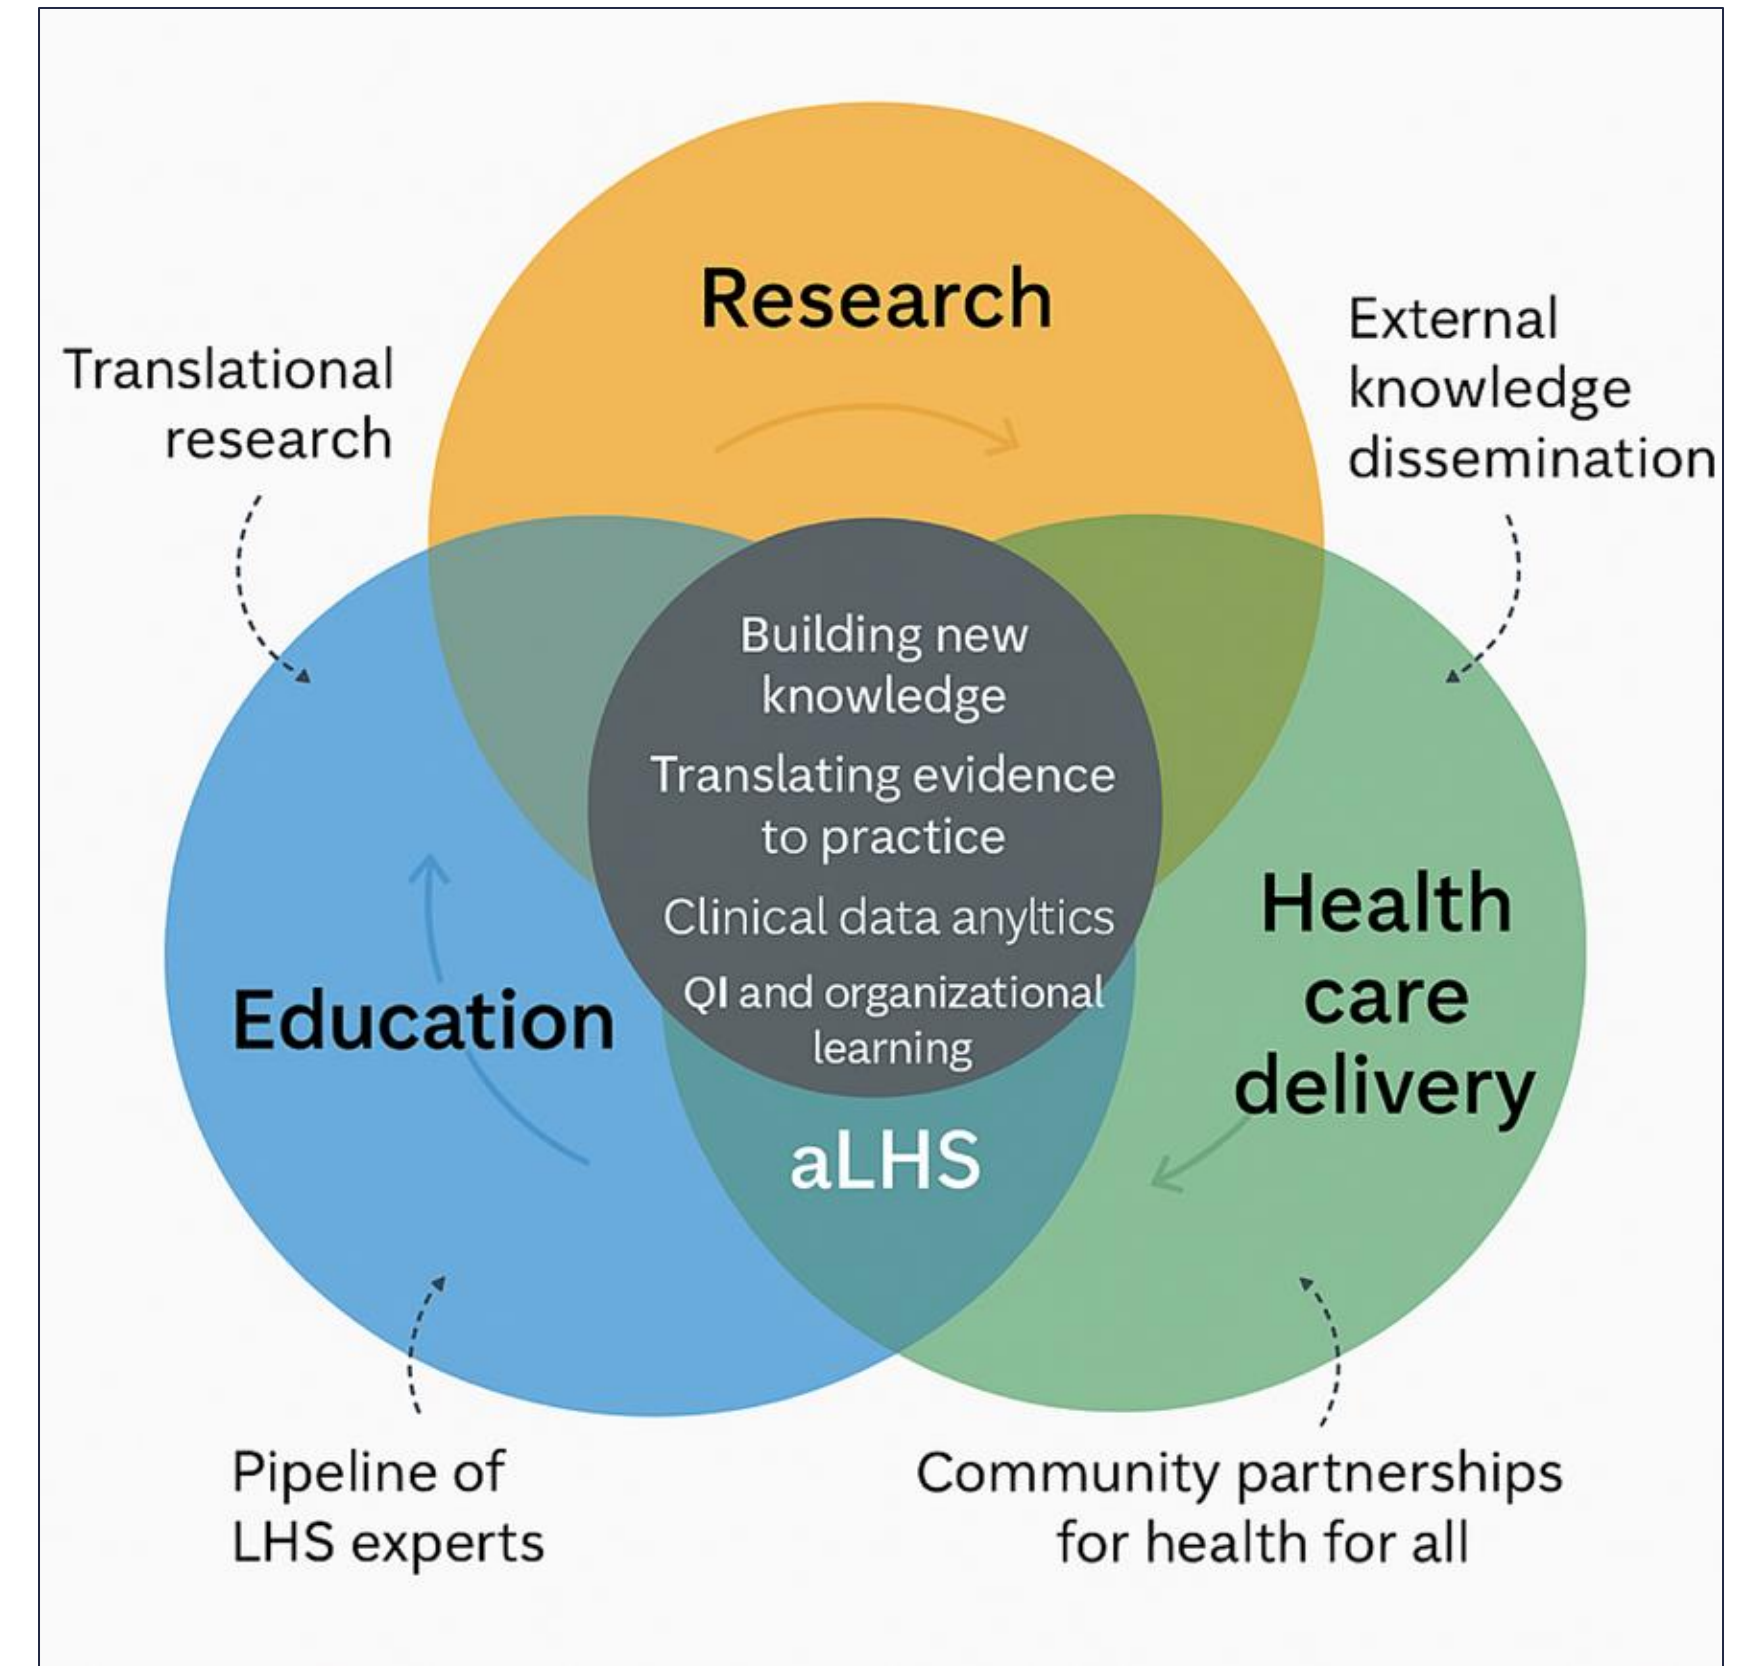 Research
Translational
research
External
knowledge
dissemination
Building new
knowledge
Translating evidence
to practice
Clinical data anyltics
QI and organizational
learning
Education
Health
care
delivery
aLHS
Pipeline of
LHS experts
Community partnerships
for health for all